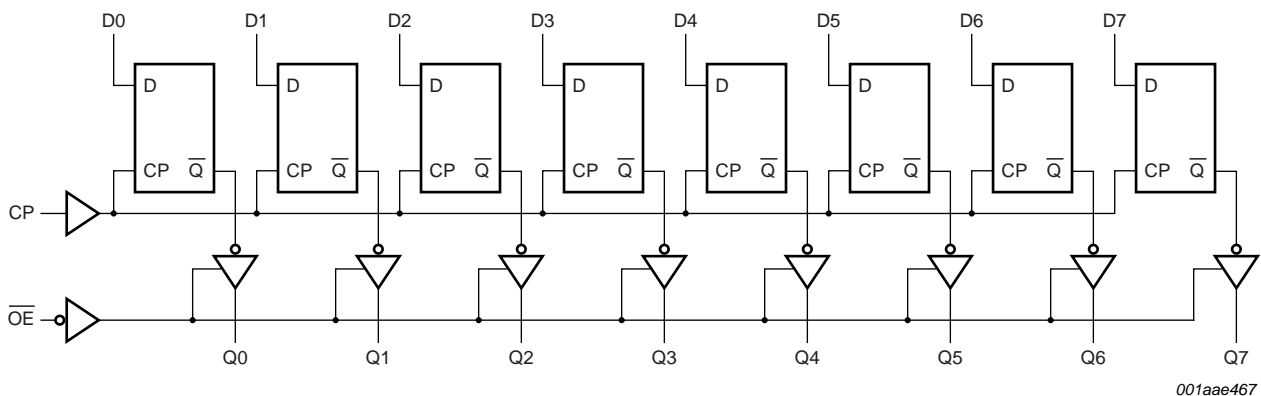 D0 D1 D2 D3 D4 D5 D6 D7
D D D D D D D D
CP Q̅ CP Q̅ CP Q̅ CP Q̅ CP Q̅ CP Q̅ CP Q̅ CP Q̅
CP
O̅E̅
Q0 Q1 Q2 Q3 Q4 Q5 Q6 Q7
001aae467